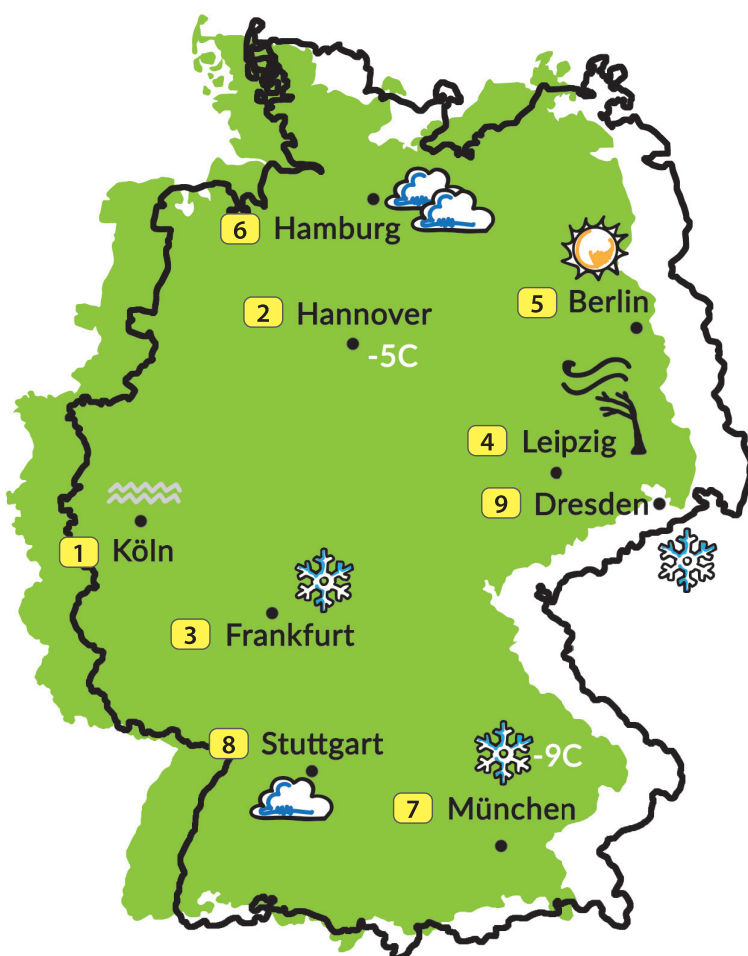 6 Hamburg
2 Hannover
-5C
5 Berlin
4 Leipzig
9 Dresden
1 Köln
3 Frankfurt
8 Stuttgart
-9C
7 München